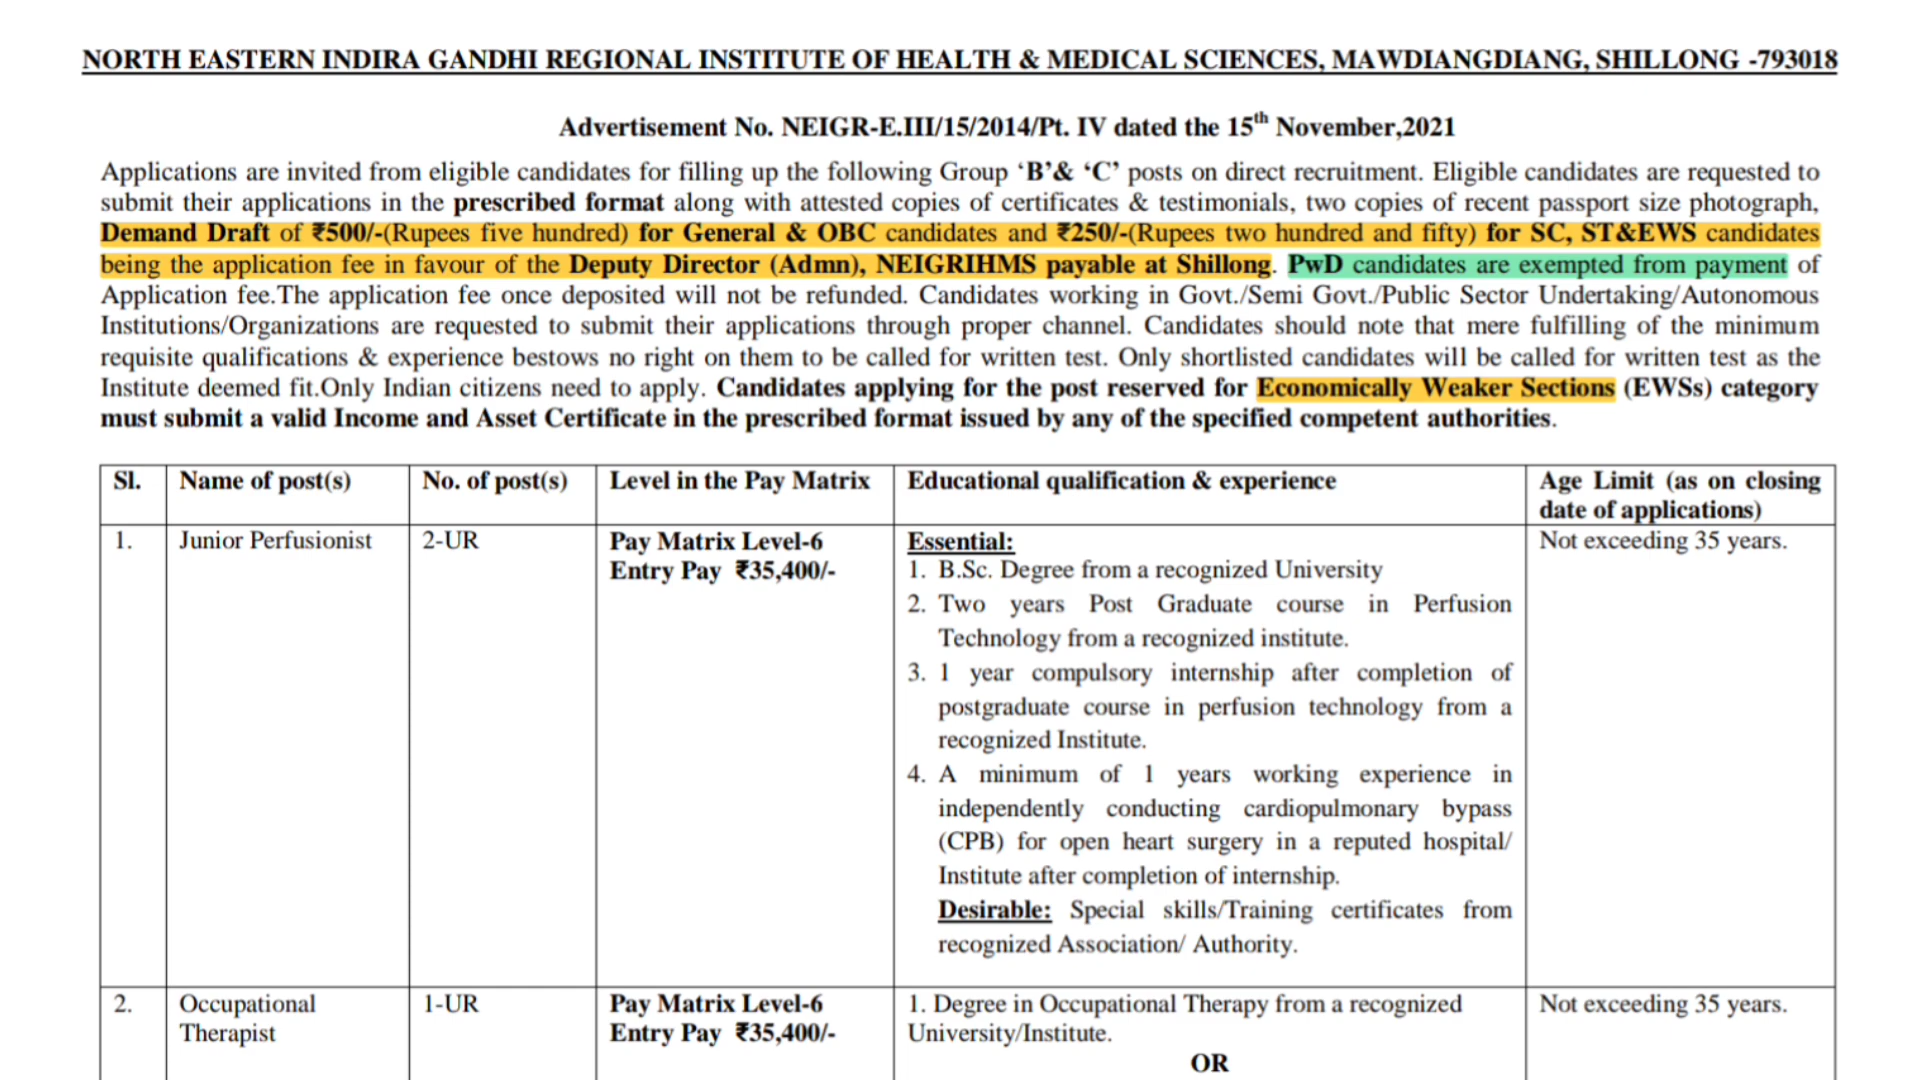 NORTH EASTERN INDIRA GANDHI REGIONAL INSTITUTE OF HEALTH & MEDICAL SCIENCES, MAWDIANGDIANG, SHILLONG -793018
Advertisement No. NEIGR-E.III/15/2014/Pt. IV dated the 15th November,2021
Applications are invited from eligible candidates for filling up the following Group ‘B’& ‘C’ posts on direct recruitment. Eligible candidates are requested to
submit their applications in the prescribed format along with attested copies of certificates & testimonials, two copies of recent passport size photograph,
Demand Draft of ₹500/-(Rupees five hundred) for General & OBC candidates and ₹250/-(Rupees two hundred and fifty) for SC, ST&EWS candidates
being the application fee in favour of the Deputy Director (Admn), NEIGRIHMS payable at Shillong. PwD candidates are exempted from payment of
Application fee.The application fee once deposited will not be refunded. Candidates working in Govt./Semi Govt./Public Sector Undertaking/Autonomous
Institutions/Organizations are requested to submit their applications through proper channel. Candidates should note that mere fulfilling of the minimum
requisite qualifications & experience bestows no right on them to be called for written test. Only shortlisted candidates will be called for written test as the
Institute deemed fit.Only Indian citizens need to apply. Candidates applying for the post reserved for Economically Weaker Sections (EWSs) category
must submit a valid Income and Asset Certificate in the prescribed format issued by any of the specified competent authorities.
Sl. Name of post(s) No. of post(s) Level in the Pay Matrix Educational qualification & experience Age Limit (as on closing
date of applications)
1. Junior Perfusionist 2-UR Pay Matrix Level-6 Essential: Not exceeding 35 years.
Entry Pay ₹35,400/- 1. B.Sc. Degree from a recognized University
2. Two years Post Graduate course in Perfusion
Technology from a recognized institute.
3. 1 year compulsory internship after completion of
postgraduate course in perfusion technology from a
recognized Institute.
4. A minimum of 1 years working experience in
independently conducting cardiopulmonary bypass
(CPB) for open heart surgery in a reputed hospital/
Institute after completion of internship.
Desirable: Special skills/Training certificates from
recognized Association/ Authority.
2. Occupational 1-UR Pay Matrix Level-6 1. Degree in Occupational Therapy from a recognized Not exceeding 35 years.
Therapist Entry Pay ₹35,400/- University/Institute.
OR